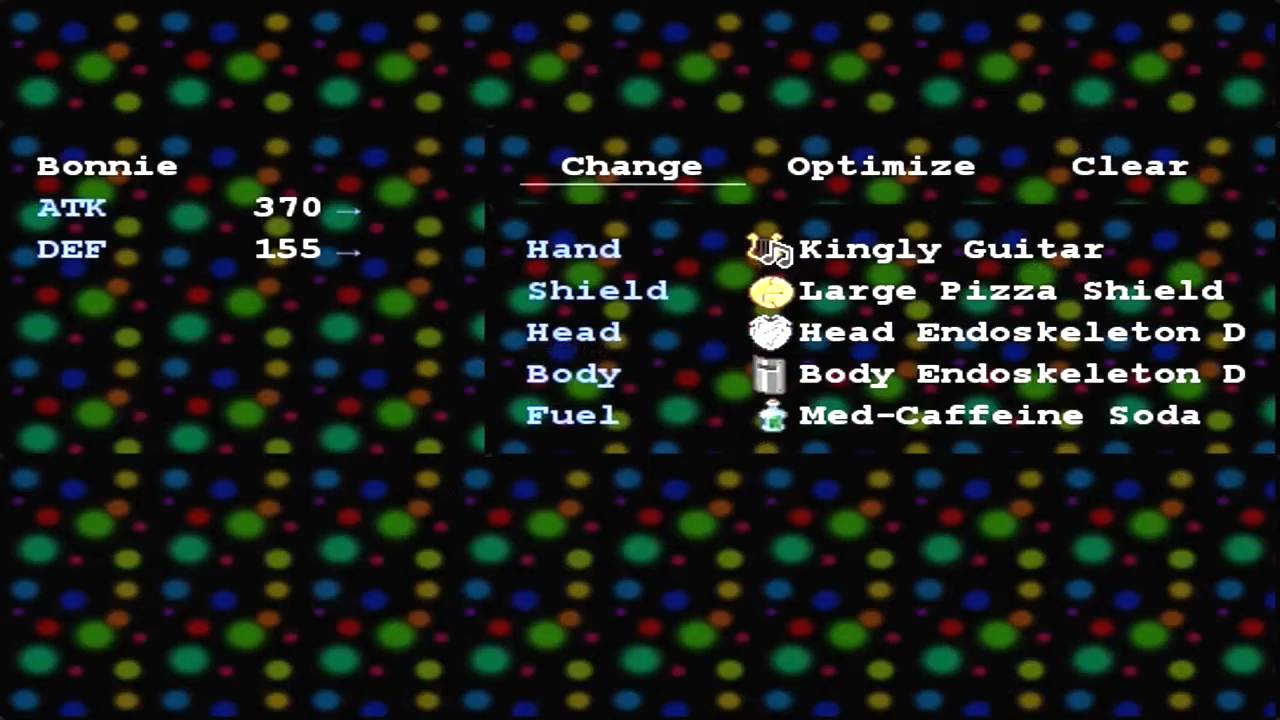 Bonnie
ATK 370 →
DEF 155 →
Change Optimize Clear
Hand Kingly Guitar
Shield Large Pizza Shield
Head Head Endoskeleton D
Body Body Endoskeleton D
Fuel Med-Caffeine Soda